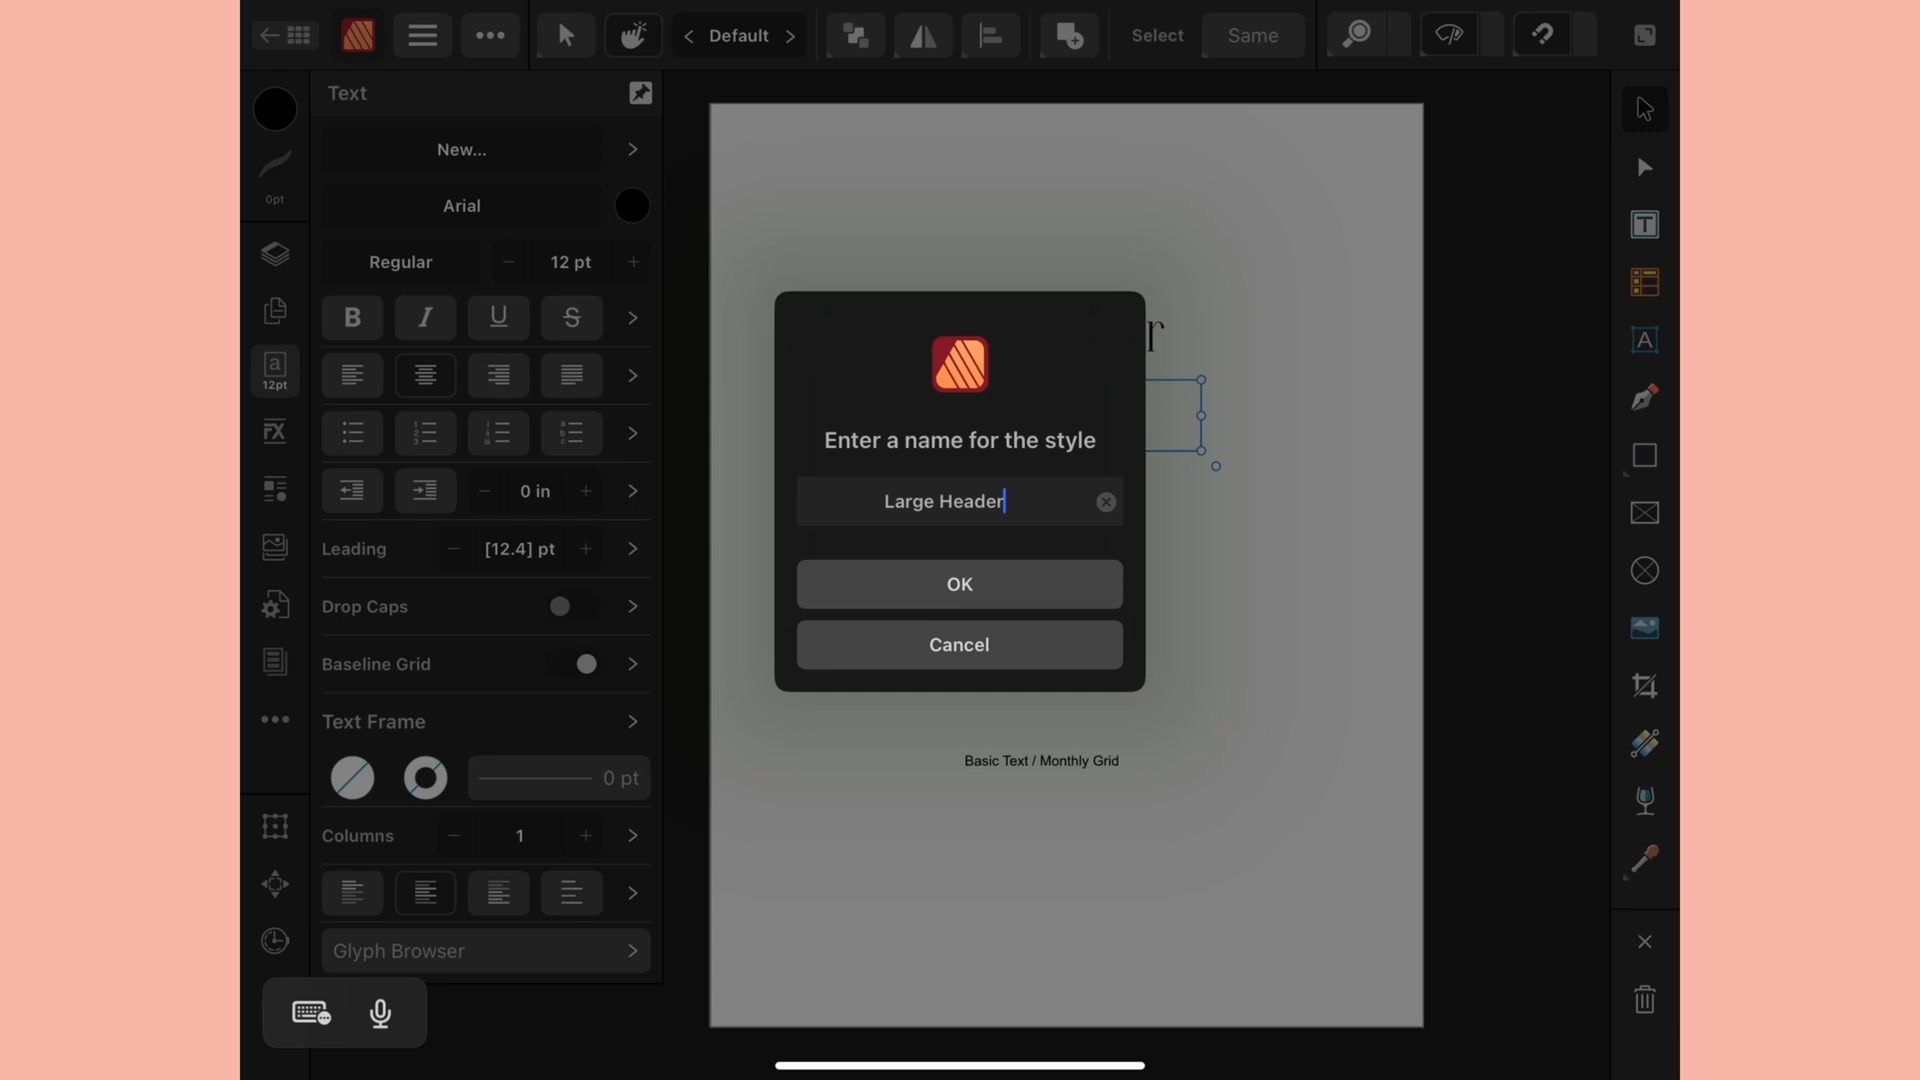 Default
Select
Same
0pt
Text
New...
Arial
Regular
12 pt
B I U S
a
12pt
0 in
Leading
[12.4] pt
Drop Caps
Baseline Grid
Text Frame
0 pt
Columns
1
Glyph Browser
r
Enter a name for the style
Large Header
OK
Cancel
Basic Text / Monthly Grid
T
A
FX